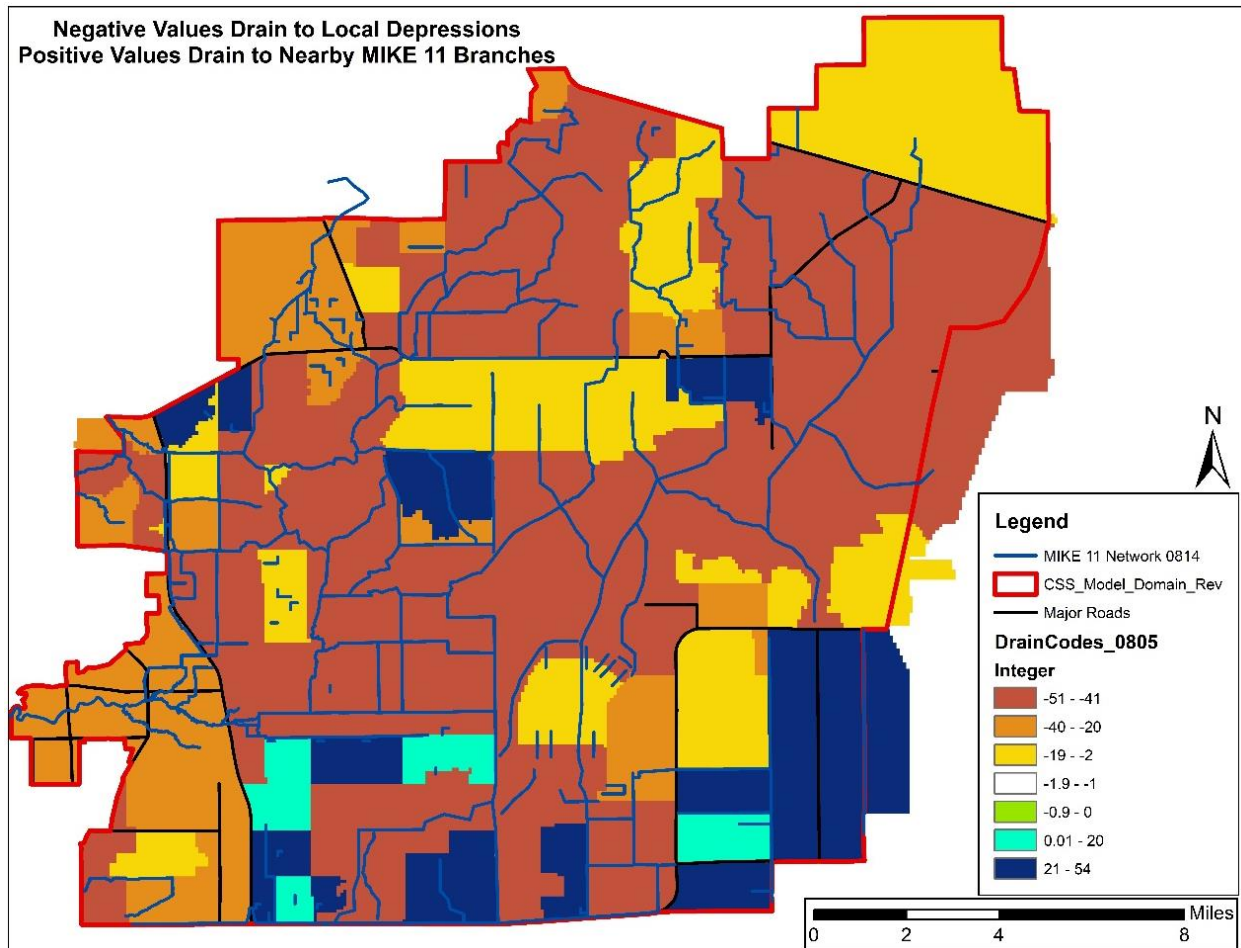 Negative Values Drain to Local Depressions
Positive Values Drain to Nearby MIKE 11 Branches
N
Legend
MIKE 11 Network 0814
CSS_Model_Domain_Rev
Major Roads
DrainCodes_0805
Integer
-51 - -41
-40 - -20
-19 - -2
-1.9 - -1
-0.9 - 0
0.01 - 20
21 - 54
Miles
0 2 4 8